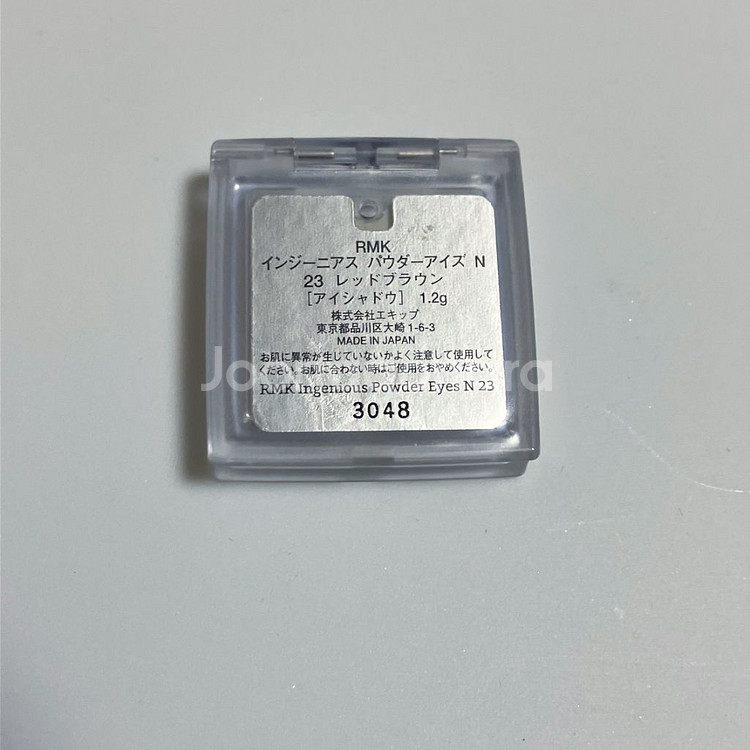 RMK
インジーニアス パウダーアイズ N
23 レッドブラウン
[アイシャドウ] 1.2g
株式会社エキップ
東京都品川区大崎1-6-3
MADE IN JAPAN
お肌に異常が生じていないかよく注意して使用して
ください。お肌に合わない時はご使用をおやめください。
RMK Ingenious Powder Eyes N 23
3048